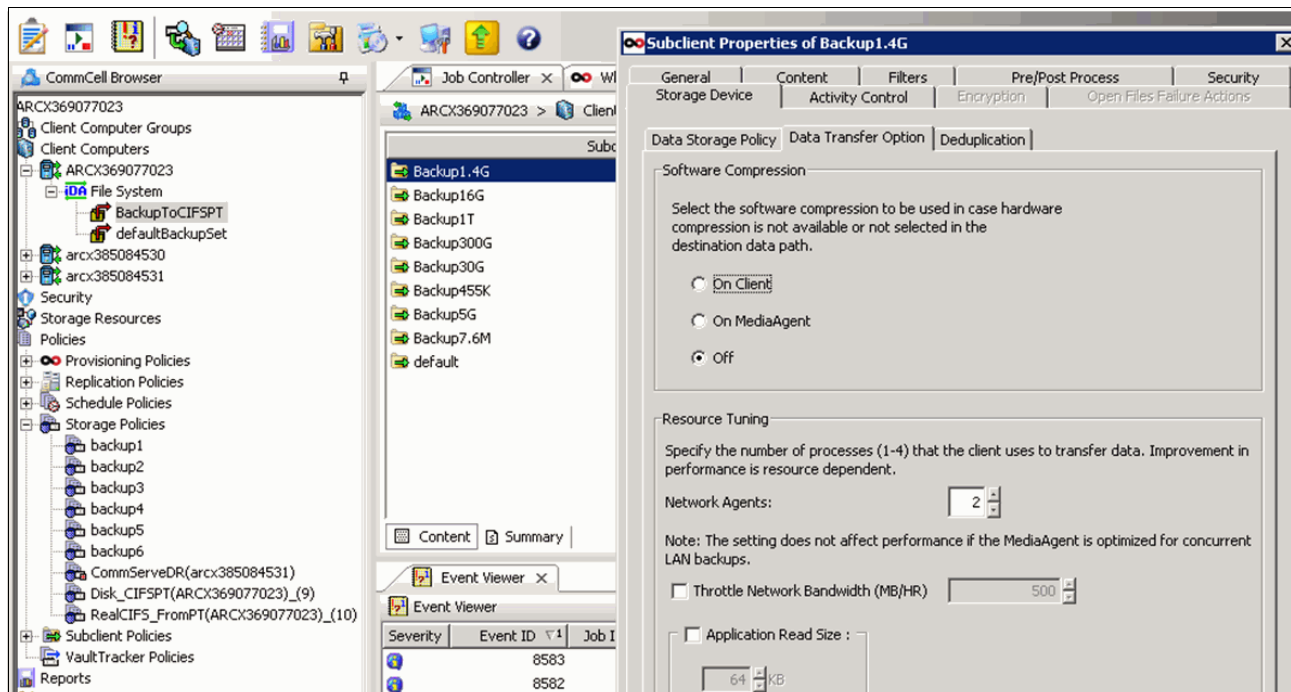 CommCell Browser
ARCX369077023
Client Computer Groups
Client Computers
ARCX369077023
iDA File System
BackupToCIFSPT
defaultBackupSet
arcx385084530
arcx385084531
Security
Storage Resources
Policies
Provisioning Policies
Replication Policies
Schedule Policies
Storage Policies
backup1
backup2
backup3
backup4
backup5
backup6
CommServeDR(arcx385084531)
Disk_CIFSPT(ARCX369077023)_(9)
RealCIFS_FromPT(ARCX369077023)_(10)
Subclient Policies
VaultTracker Policies
Reports
Job Controller
ARCX369077023 >
Backup1.4G
Backup16G
Backup1T
Backup300G
Backup30G
Backup455K
Backup5G
Backup7.6M
default
Content Summary
Event Viewer
Event Viewer
Severity Event ID Job I
8583
8582
Subclient Properties of Backup1.4G
General Content Filters Pre/Post Process Security
Storage Device Activity Control Encryption Open Files Failure Actions
Data Storage Policy Data Transfer Option Deduplication
Software Compression
Select the software compression to be used in case hardware
compression is not available or not selected in the
destination data path.
On Client
On MediaAgent
Off
Resource Tuning
Specify the number of processes (1-4) that the client uses to transfer data. Improvement in
performance is resource dependent.
Network Agents: 2
Note: The setting does not affect performance if the MediaAgent is optimized for concurrent
LAN backups.
Throttle Network Bandwidth (MB/HR) 500
Application Read Size :
64 KB